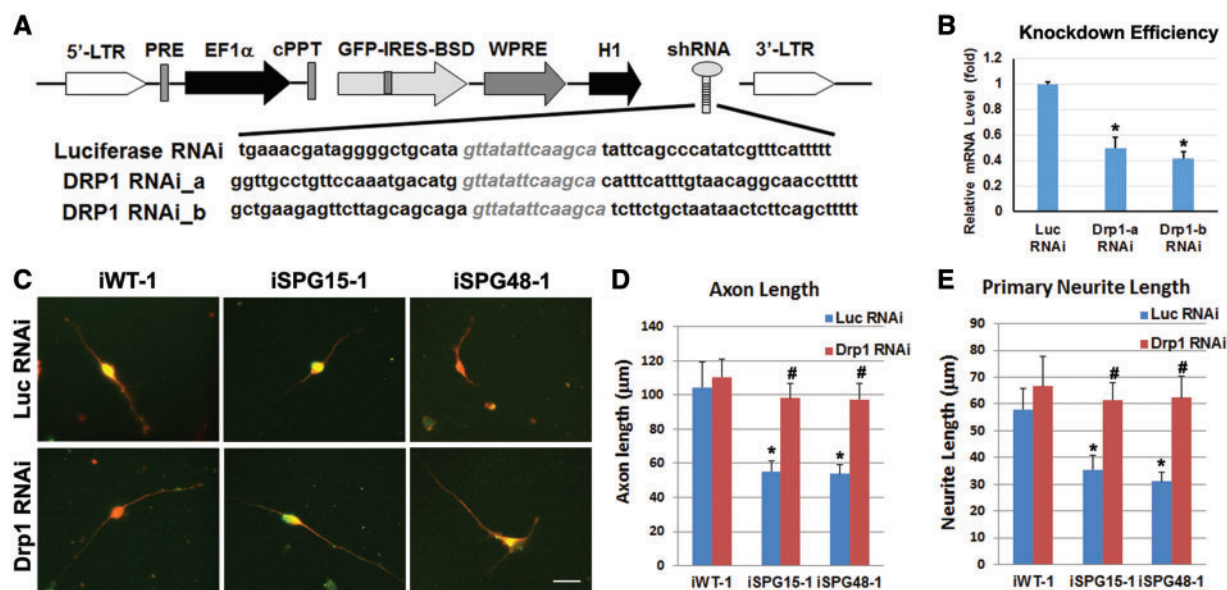 A
5'-LTR PRE EF1α cPPT GFP-IRES-BSD WPRE H1 shRNA 3'-LTR
Luciferase RNAi tgaaacgataggggctgcata gttatattcaagca tattcagcccatatcgtttcattttt
DRP1 RNAi_a ggttgcctgttccaaatgacatg gttatattcaagca catttcatttgtaacaggcaaccttttt
DRP1 RNAi_b gctgaagagttcttagcagcaga gttatattcaagca tcttctgctaataactcttcagcttttt
B
Knockdown Efficiency
Relative mRNA Level (fold)
1.2
1
0.8
0.6
0.4
0.2
0
*
*
Luc RNAi
Drp1-a RNAi
Drp1-b RNAi
C
iWT-1 iSPG15-1 iSPG48-1
Luc RNAi
Drp1 RNAi
D
Axon Length
Luc RNAi
Drp1 RNAi
Axon length (μm)
140
120
100
80
60
40
20
0
* # * #
iWT-1 iSPG15-1 iSPG48-1
E
Primary Neurite Length
Luc RNAi
Drp1 RNAi
Neurite Length (μm)
90
80
70
60
50
40
30
20
10
0
* # * #
iWT-1 iSPG15-1 iSPG48-1